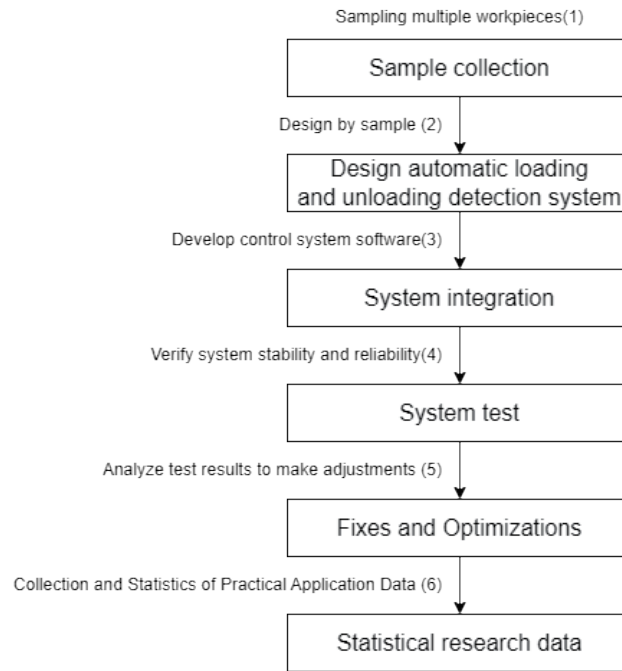 Sampling multiple workpieces(1)
Sample collection
Design by sample (2)
Design automatic loading
and unloading detection system
Develop control system software(3)
System integration
Verify system stability and reliability(4)
System test
Analyze test results to make adjustments (5)
Fixes and Optimizations
Collection and Statistics of Practical Application Data (6)
Statistical research data